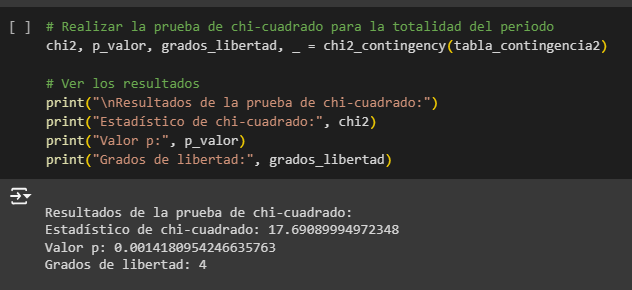 [ ] # Realizar la prueba de chi-cuadrado para la totalidad del periodo
chi2, p_valor, grados_libertad, _ = chi2_contingency(tabla_contingencia2)
# Ver los resultados
print("\nResultados de la prueba de chi-cuadrado:")
print("Estadístico de chi-cuadrado:", chi2)
print("Valor p:", p_valor)
print("Grados de libertad:", grados_libertad)
Resultados de la prueba de chi-cuadrado:
Estadístico de chi-cuadrado: 17.69089994972348
Valor p: 0.0014180954246635763
Grados de libertad: 4